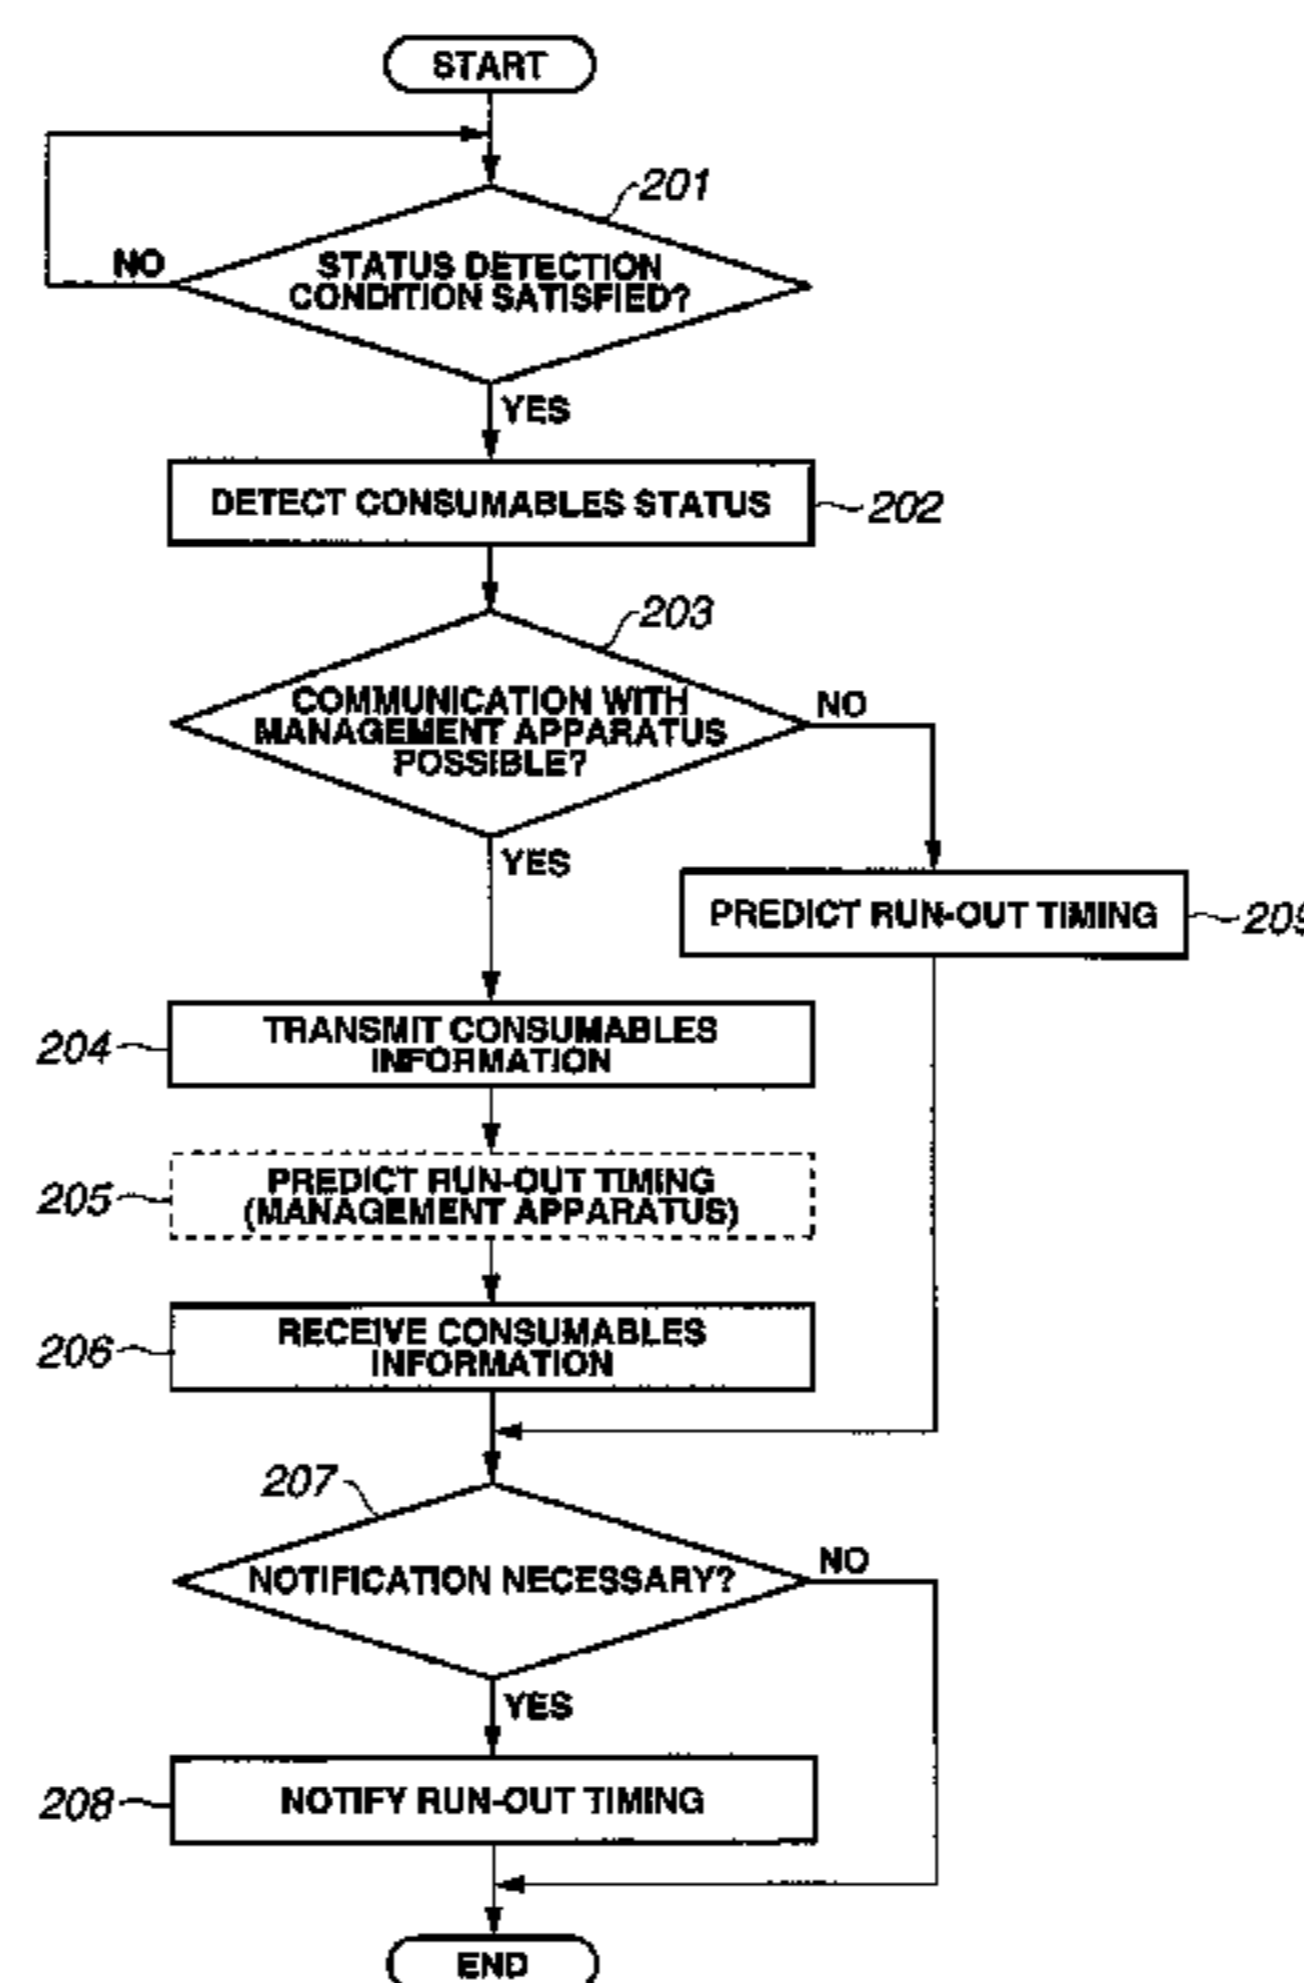 START
201
NO
STATUS DETECTION
CONDITION SATISFIED?
YES
DETECT CONSUMABLES STATUS
202
203
COMMUNICATION WITH
MANAGEMENT APPARATUS
POSSIBLE?
NO
YES
PREDICT RUN-OUT TIMING
209
204
TRANSMIT CONSUMABLES
INFORMATION
205
PREDICT RUN-OUT TIMING
(MANAGEMENT APPARATUS)
206
RECEIVE CONSUMABLES
INFORMATION
207
NOTIFICATION NECESSARY?
NO
YES
208
NOTIFY RUN-OUT TIMING
END